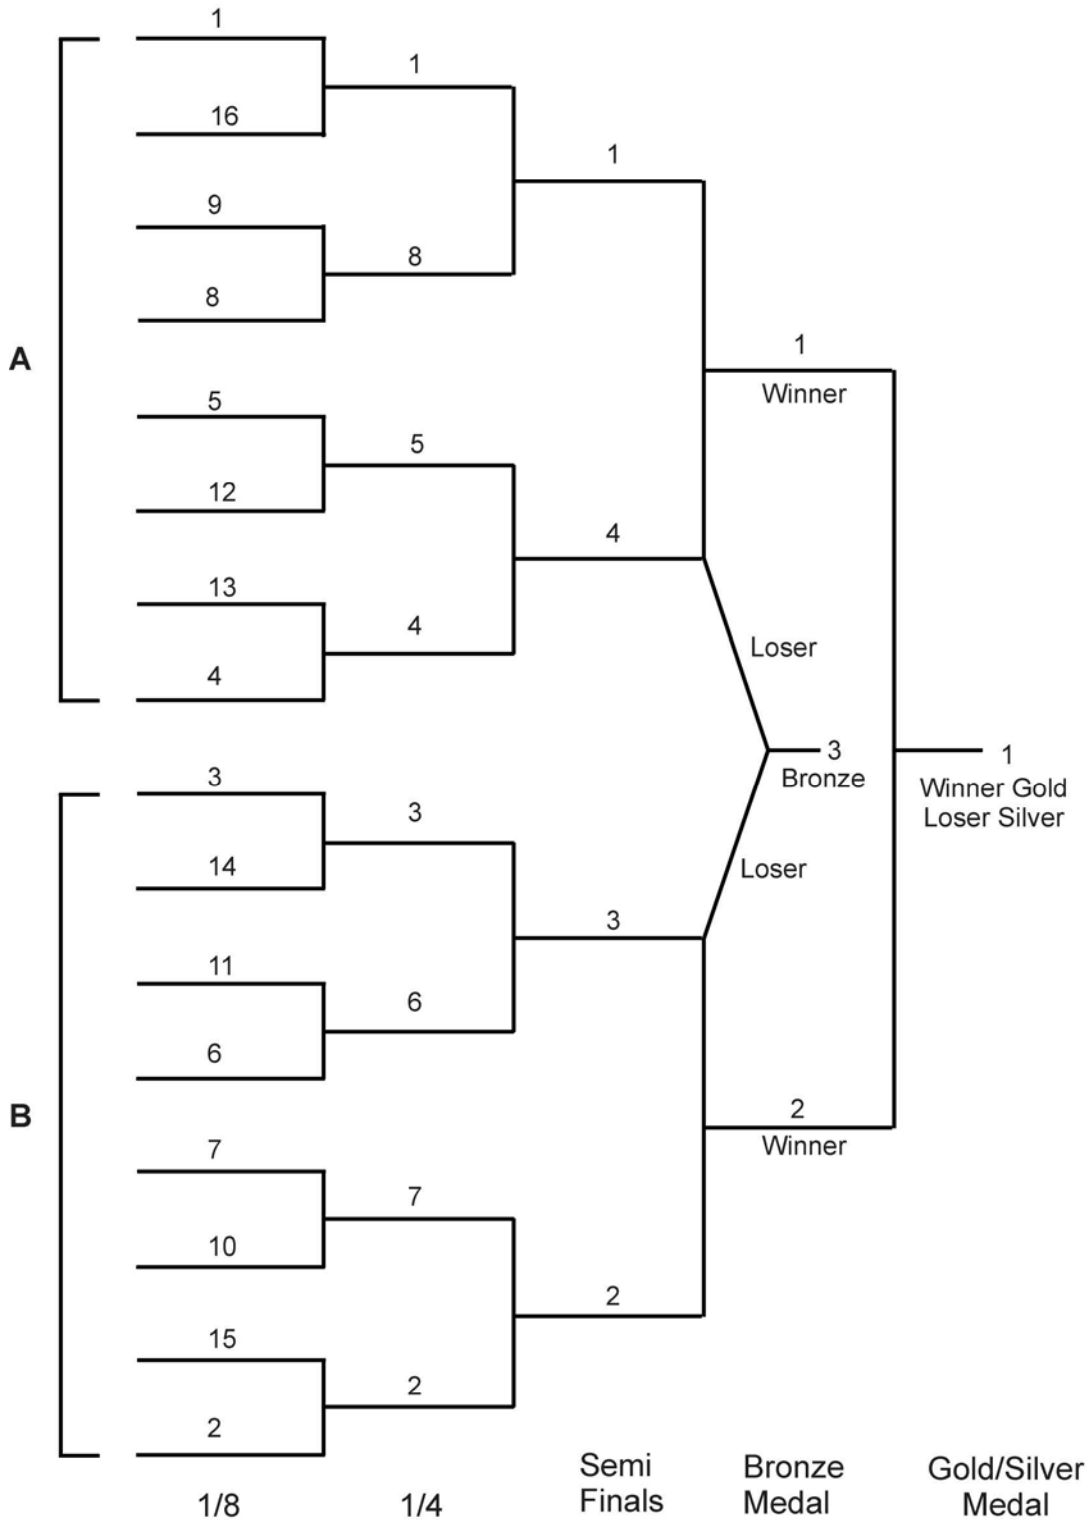 1
1
16
1
9
8
8
A
1
Winner
5
5
12
4
13
4
4
Loser
3
Bronze
1
Winner Gold
Loser Silver
3
3
14
Loser
3
11
6
6
B
2
Winner
7
7
10
2
15
2
2
1/8
1/4
Semi
Finals
Bronze
Medal
Gold/Silver
Medal